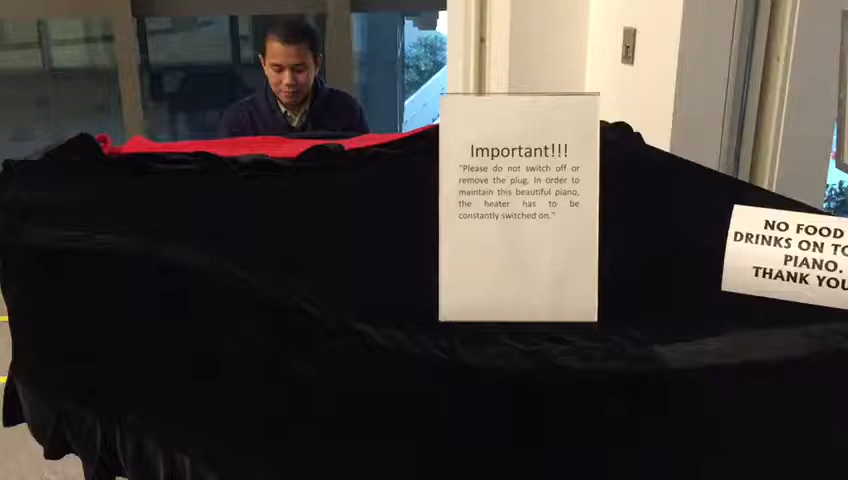 Important!!!
"Please do not switch off or
remove the plug. In order to
maintain this beautiful piano,
the heater has to be
constantly switched on."
NO FOOD
DRINKS ON TO
PIANO.
THANK YOU